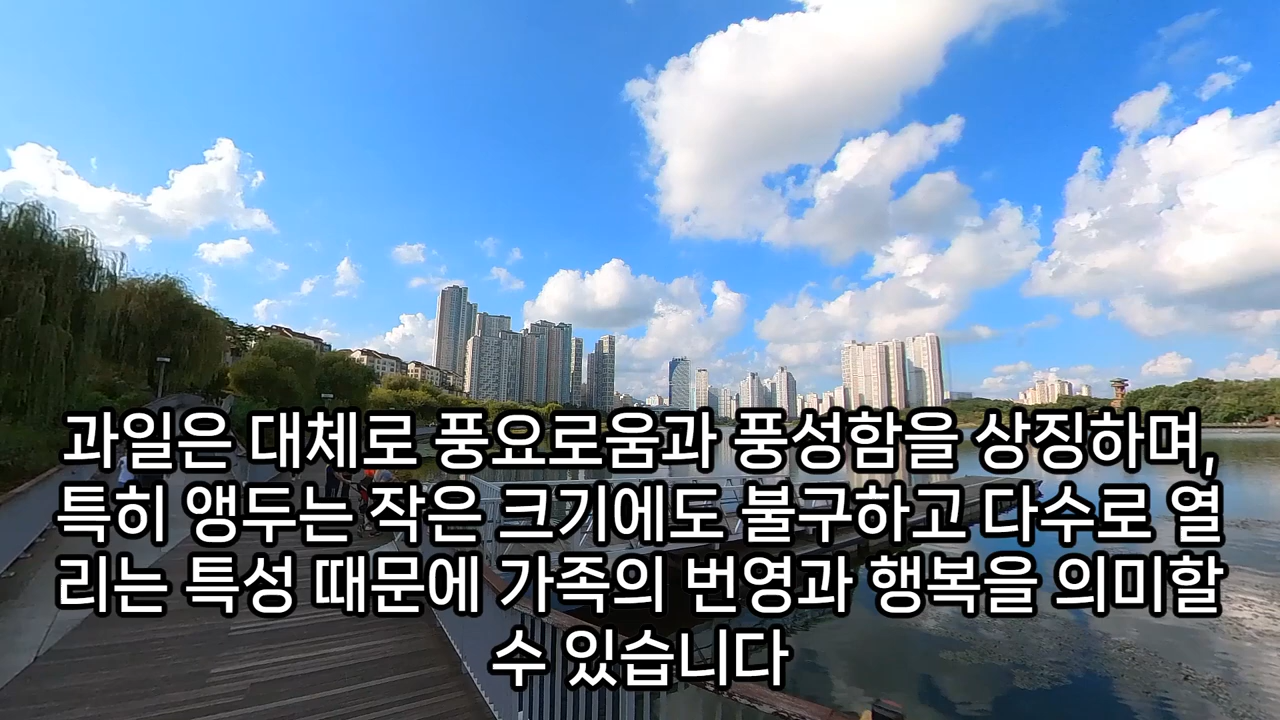 과일은 대체로 풍요로움과 풍성함을 상징하며,
특히 앵두는 작은 크기에도 불구하고 다수로 열
리는 특성 때문에 가족의 번영과 행복을 의미할
수 있습니다